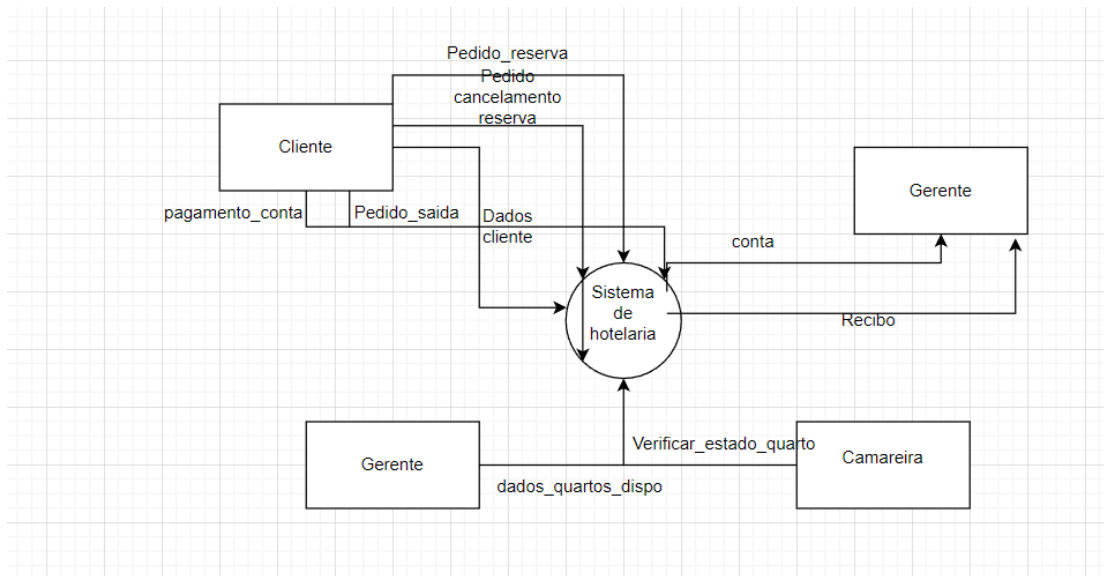 Pedido_reserva
Pedido
cancelamento
reserva
Cliente
Gerente
pagamento_conta
Pedido_saida
Dados
cliente
conta
Sistema
de
hotelaria
Recibo
Verificar_estado_quarto
Gerente
Camareira
dados_quartos_dispo